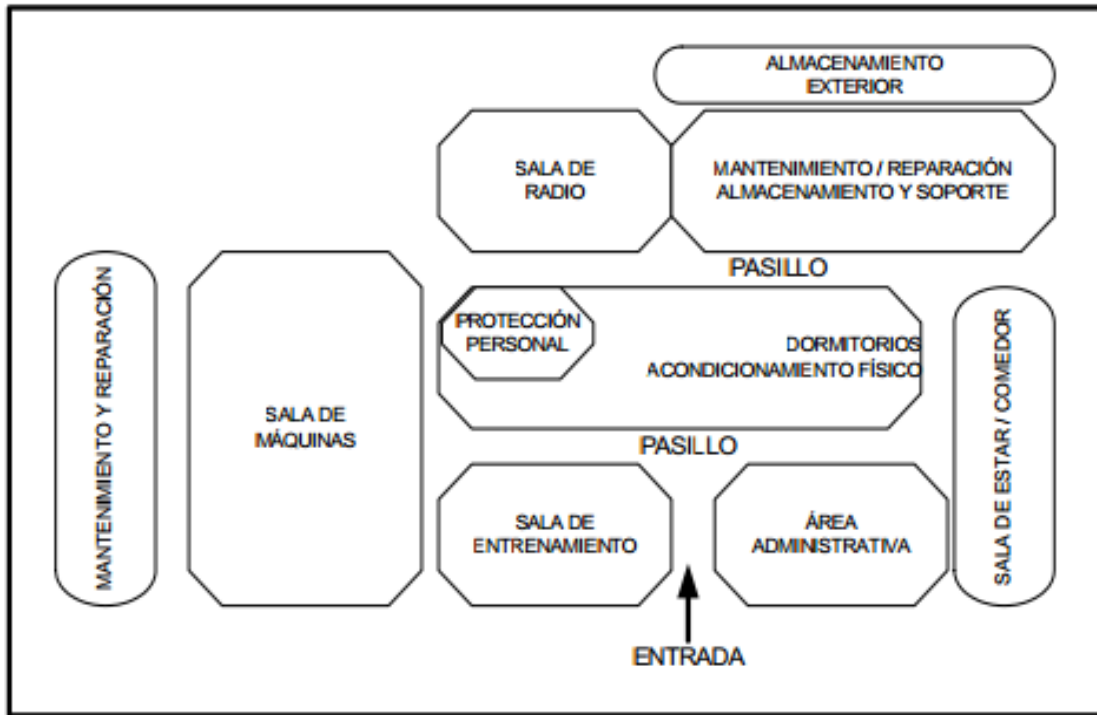 ALMACENAMIENTO
EXTERIOR
SALA DE
RADIO
MANTENIMIENTO / REPARACIÓN
ALMACENAMIENTO Y SOPORTE
PASILLO
MANTENIMIENTO Y REPARACIÓN
SALA DE
MÁQUINAS
PROTECCIÓN
PERSONAL
DORMITORIOS
ACONDICIONAMIENTO FÍSICO
SALA DE ESTAR / COMEDOR
PASILLO
SALA DE
ENTRENAMIENTO
ÁREA
ADMINISTRATIVA
ENTRADA